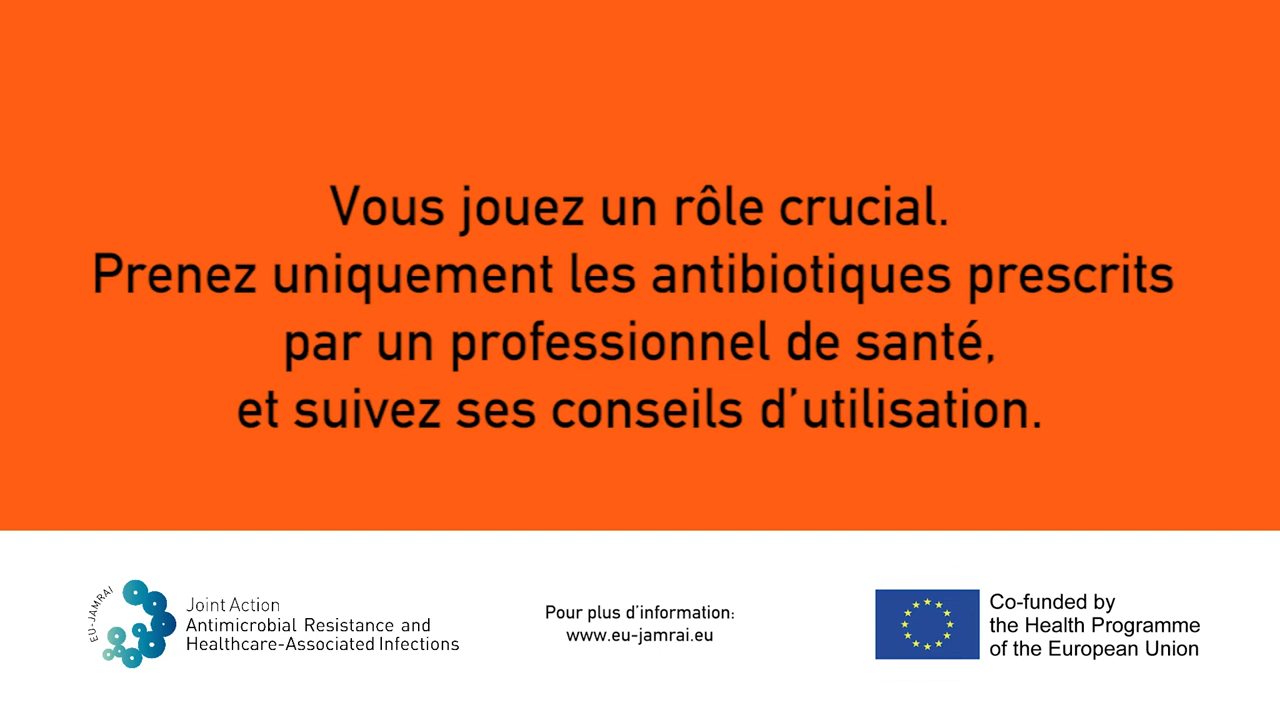 Vous jouez un rôle crucial.
Prenez uniquement les antibiotiques prescrits
par un professionnel de santé,
et suivez ses conseils d’utilisation.
EU-JAMRAI
Joint Action
Antimicrobial Resistance and
Healthcare-Associated Infections
Pour plus d’information:
www.eu-jamrai.eu
Co-funded by
the Health Programme
of the European Union